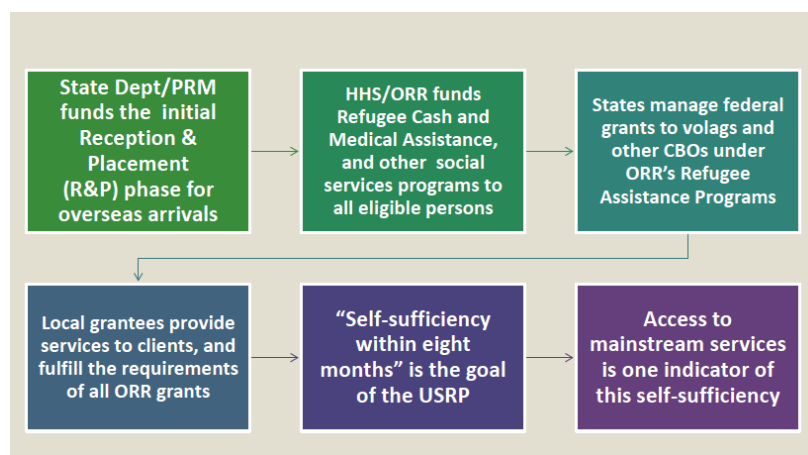 State Dept/PRM
funds the initial
Reception &
Placement
(R&P) phase for
overseas arrivals
HHS/ORR funds
Refugee Cash and
Medical Assistance,
and other social
services programs to
all eligible persons
States manage federal
grants to volags and
other CBOs under
ORR's Refugee
Assistance Programs
Local grantees provide
services to clients, and
fulfill the requirements
of all ORR grants
“Self-sufficiency
within eight
months” is the goal
of the USRP
Access to
mainstream services
is one indicator of
this self-sufficiency